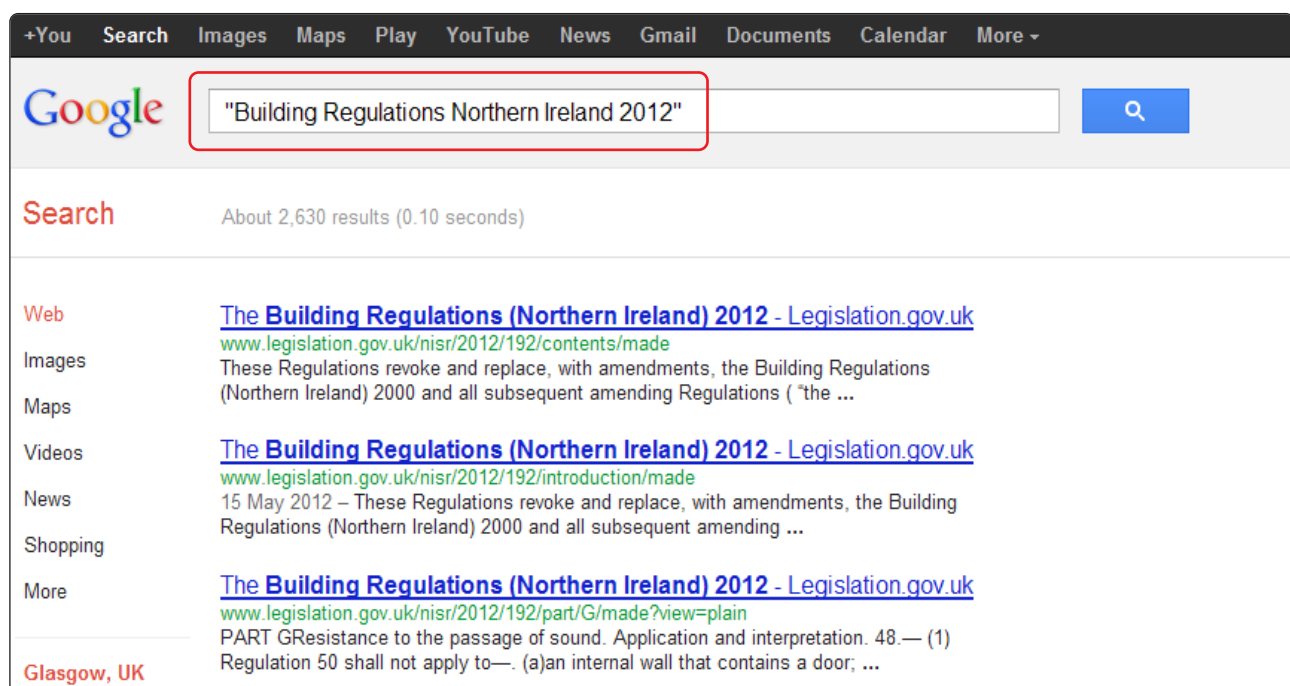 +You Search Images Maps Play YouTube News Gmail Documents Calendar More
Google
"Building Regulations Northern Ireland 2012"
Search
About 2,630 results (0.10 seconds)
Web
Images
Maps
Videos
News
Shopping
More
Glasgow, UK
The Building Regulations (Northern Ireland) 2012 - Legislation.gov.uk
www.legislation.gov.uk/nisr/2012/192/contents/made
These Regulations revoke and replace, with amendments, the Building Regulations
(Northern Ireland) 2000 and all subsequent amending Regulations ( “the ...
The Building Regulations (Northern Ireland) 2012 - Legislation.gov.uk
www.legislation.gov.uk/nisr/2012/192/introduction/made
15 May 2012 – These Regulations revoke and replace, with amendments, the Building
Regulations (Northern Ireland) 2000 and all subsequent amending ...
The Building Regulations (Northern Ireland) 2012 - Legislation.gov.uk
www.legislation.gov.uk/nisr/2012/192/part/G/made?view=plain
PART GResistance to the passage of sound. Application and interpretation. 48.— (1)
Regulation 50 shall not apply to—. (a)an internal wall that contains a door; ...